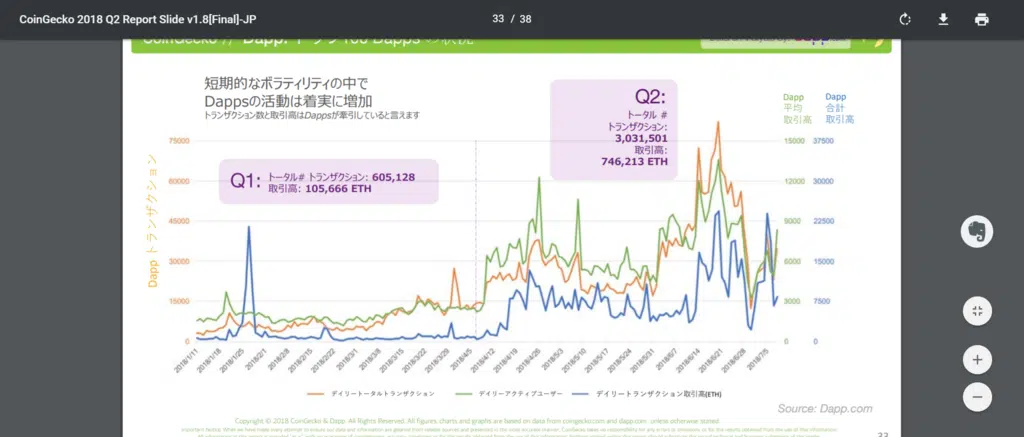 CoinGecko 2018 Q2 Report Slide v1.8[Final]-JP
33 / 38
短期的なボラティリティの中で
Dappsの活動は着実に増加
トランザクション数と取引高はDappsが牽引していると言えます
Q1: トータル# トランザクション: 605,128
取引高: 105,666 ETH
Q2:
トータル #
トランザクション:
3,031,501
取引高:
746,213 ETH
Dapp
平均
取引高
Dapp
合計
取引高
Dapp トランザクション
75000
60000
45000
30000
15000
0
15000
12000
9000
6000
3000
0
37500
30000
22500
15000
7500
0
2018/1/11
2018/1/18
2018/1/25
2018/2/1
2018/2/8
2018/2/15
2018/2/22
2018/3/1
2018/3/8
2018/3/15
2018/3/22
2018/3/29
2018/4/5
2018/4/12
2018/4/19
2018/4/26
2018/5/3
2018/5/10
2018/5/17
2018/5/24
2018/5/31
2018/6/7
2018/6/14
2018/6/21
2018/6/28
2018/7/5
デイリートータルトランザクション
デイリーアクティブユーザー
デイリートランザクション取引高(ETH)
Source: Dapp.com
Copyright © 2018 CoinGecko & Dapp. All Rights Reserved. All figures, charts and graphs are based on data from coingecko.com and dapp.com unless otherwise stated
33